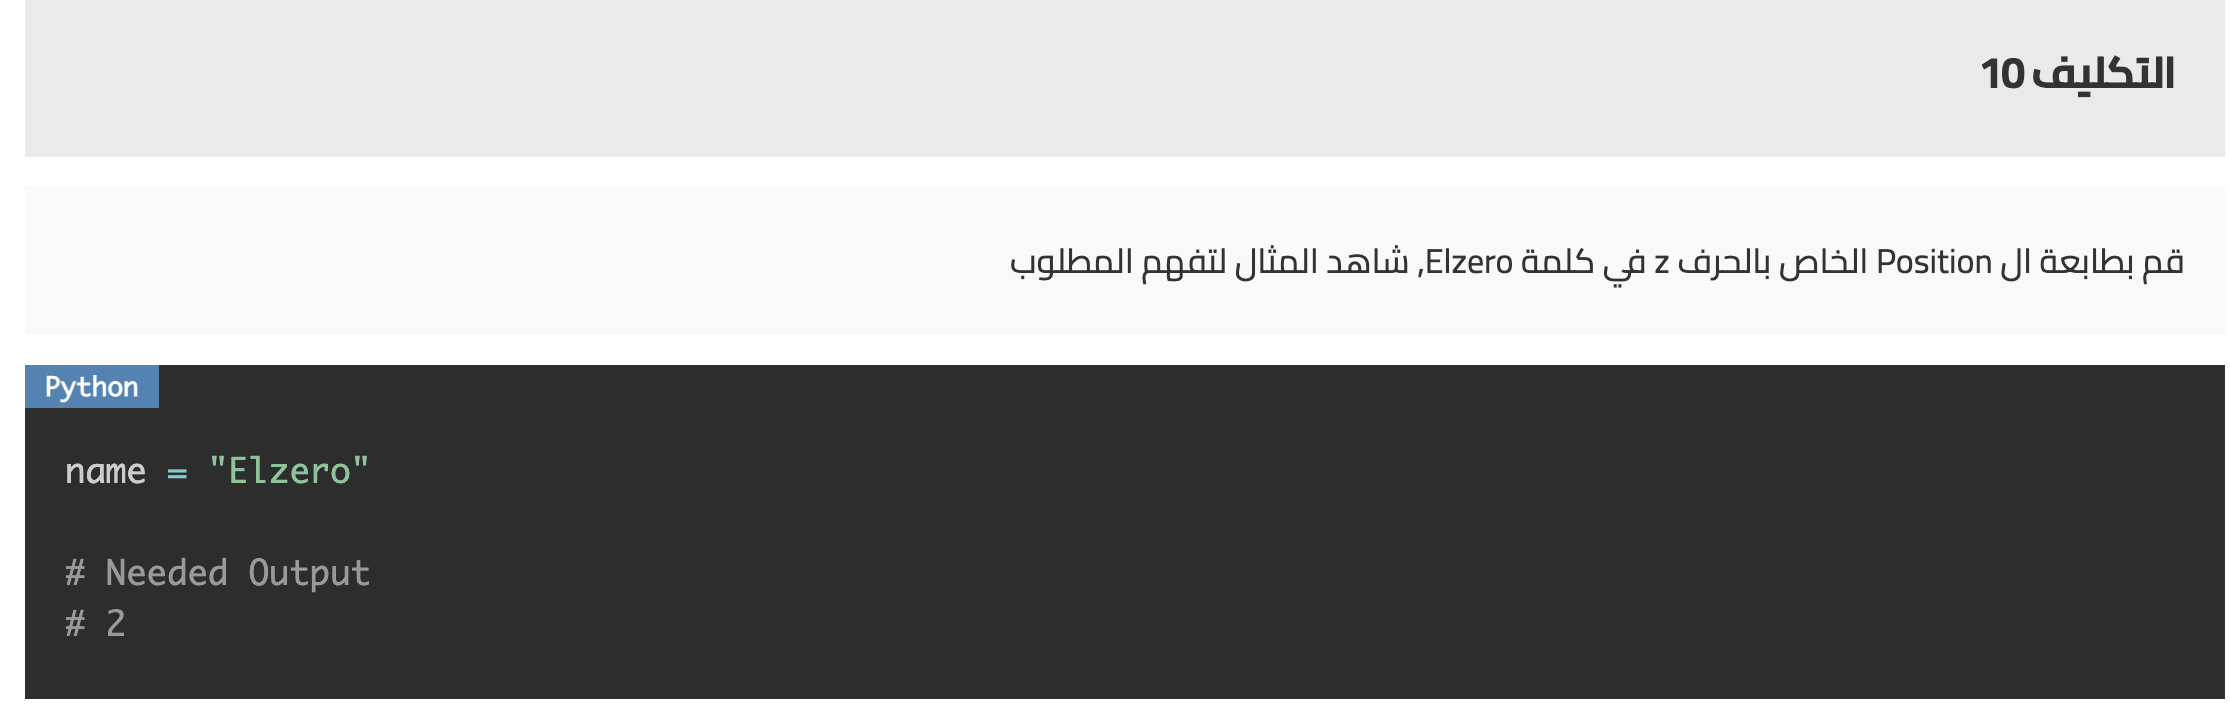 التكليف 10
قم بطابعة ال Position الخاص بالحرف z في كلمة Elzero, شاهد المثال لتفهم المطلوب
Python
name = "Elzero"
# Needed Output
# 2